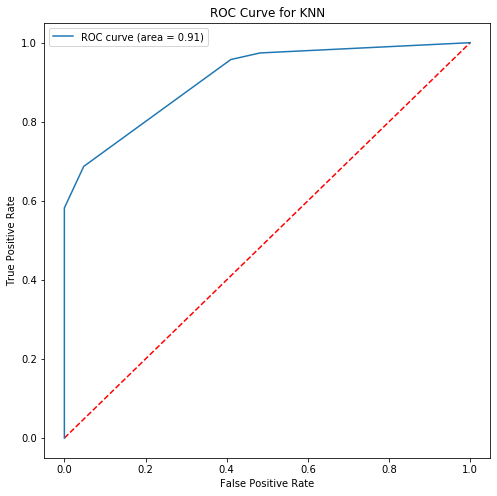 ROC Curve for KNN
ROC curve (area = 0.91)
1.0
0.8
0.6
0.4
0.2
0.0
True Positive Rate
0.0 0.2 0.4 0.6 0.8 1.0
False Positive Rate